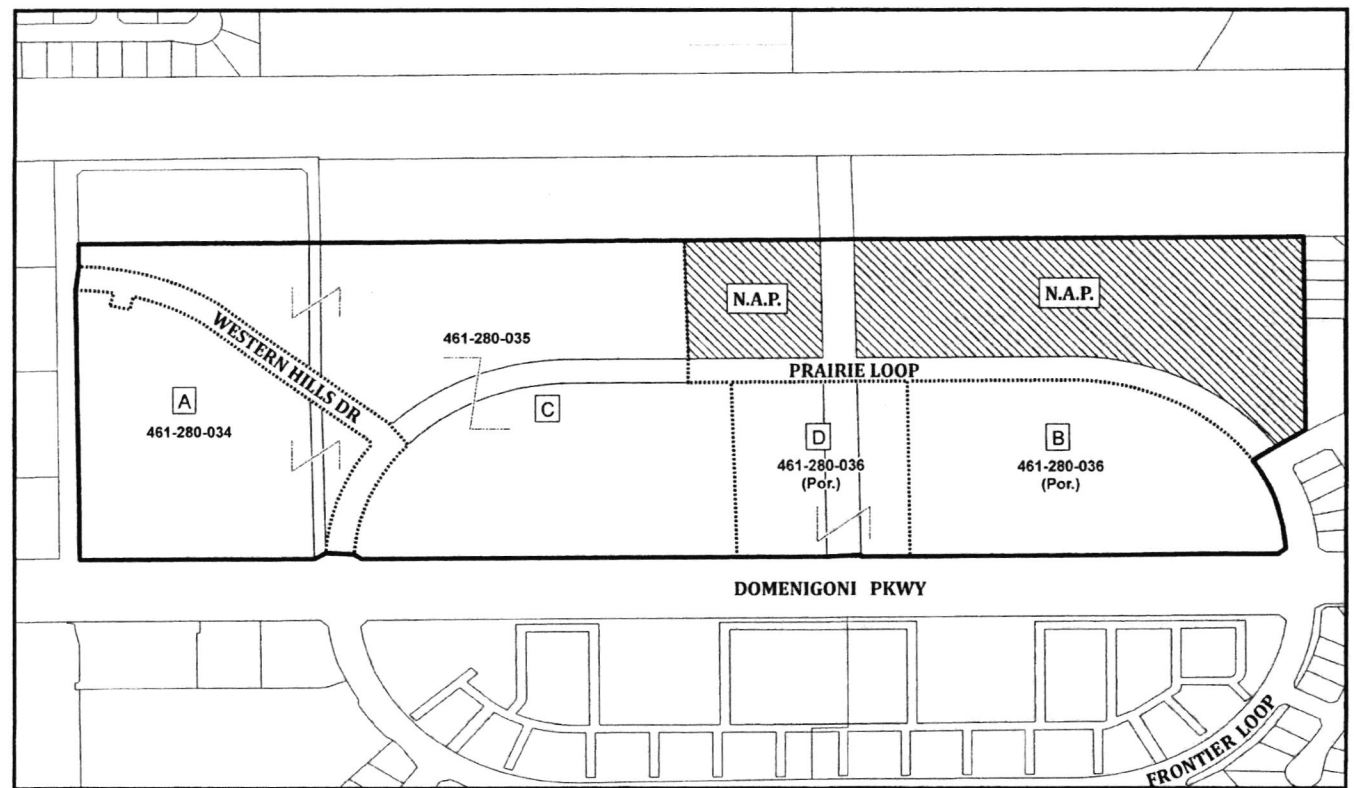 N.A.P.
N.A.P.
WESTERN HILLS DR
461-280-035
PRAIRIE LOOP
A
461-280-034
C
D
461-280-036
(Por.)
B
461-280-036
(Por.)
DOMENIGONI PKWY
FRONTIER LOOP